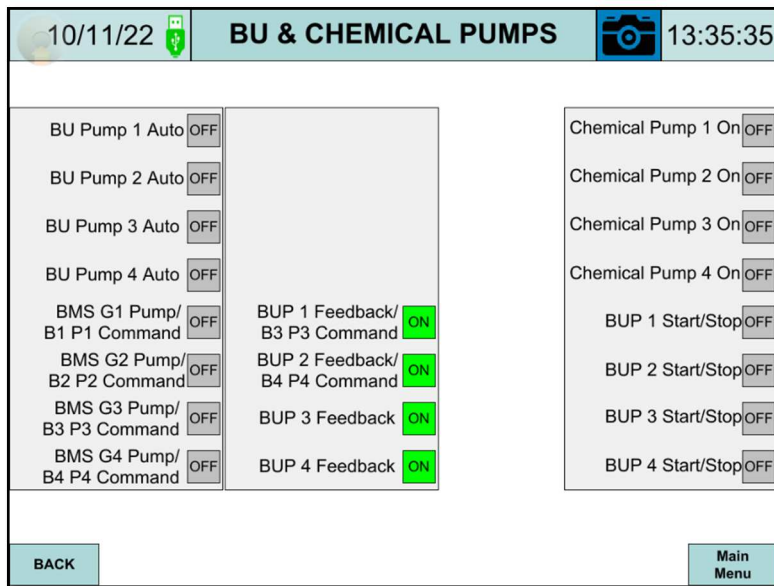 10/11/22 BU & CHEMICAL PUMPS 13:35:35
BU Pump 1 Auto OFF
BU Pump 2 Auto OFF
BU Pump 3 Auto OFF
BU Pump 4 Auto OFF
BMS G1 Pump/
B1 P1 Command OFF
BMS G2 Pump/
B2 P2 Command OFF
BMS G3 Pump/
B3 P3 Command OFF
BMS G4 Pump/
B4 P4 Command OFF
BUP 1 Feedback/
B3 P3 Command ON
BUP 2 Feedback/
B4 P4 Command ON
BUP 3 Feedback ON
BUP 4 Feedback ON
Chemical Pump 1 On OFF
Chemical Pump 2 On OFF
Chemical Pump 3 On OFF
Chemical Pump 4 On OFF
BUP 1 Start/Stop OFF
BUP 2 Start/Stop OFF
BUP 3 Start/Stop OFF
BUP 4 Start/Stop OFF
BACK
Main
Menu